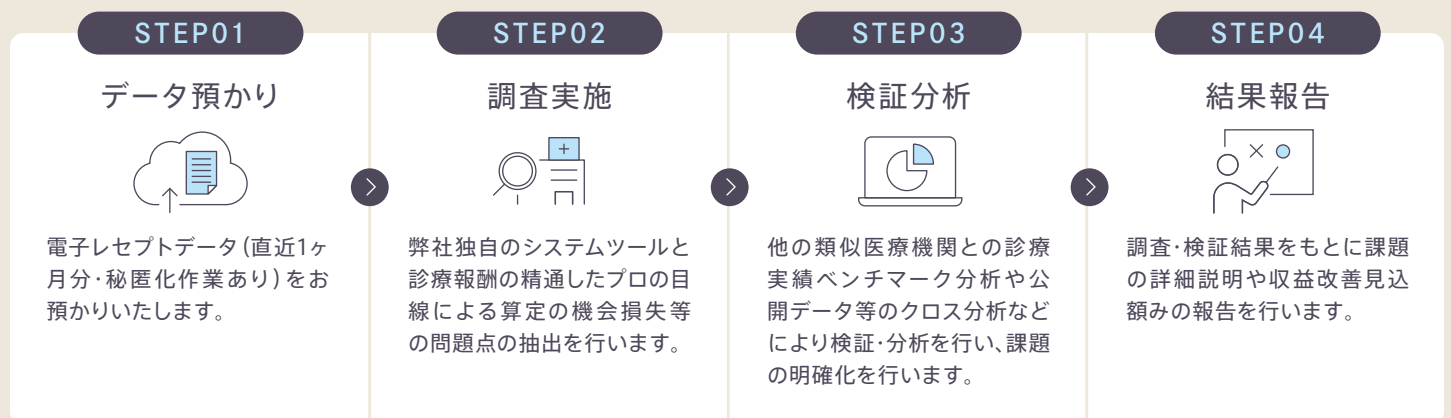 STEP01
データ預かり
電子レセプトデータ(直近1ヶ
月分・秘匿化作業あり)をお
預かりいたします。
STEP02
調査実施
弊社独自のシステムツールと
診療報酬の精通したプロの目
線による算定の機会損失等
の問題点の抽出を行います。
STEP03
検証分析
他の類似医療機関との診療
実績ベンチマーク分析や公
開データ等のクロス分析など
により検証・分析を行い、課題
の明確化を行います。
STEP04
結果報告
調査・検証結果をもとに課題
の詳細説明や収益改善見込
額みの報告を行います。